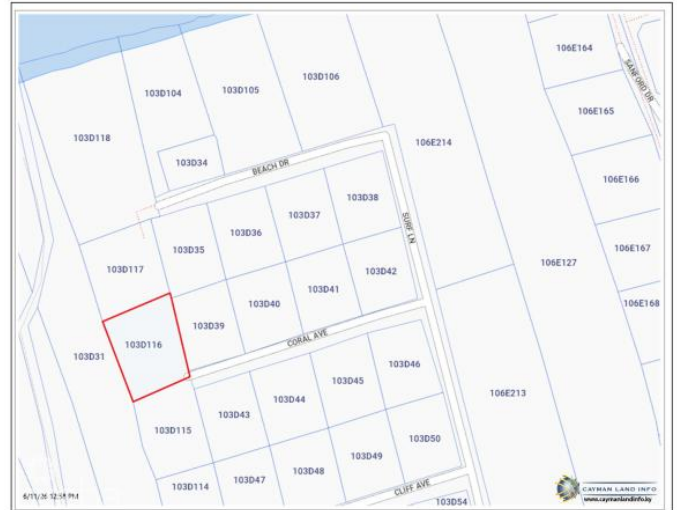 106E164
SANFORD DR
103D106
103D105
103D104
106E165
103D118
106E214
103D34
BEACH DR
106E166
103D38
103D37
103D36
SURF LN
103D35
106E167
106E127
103D117
103D42
103D41
103D40
106E168
103D39
CORAL AVE
103D116
103D31
103D46
103D45
106E213
103D44
103D43
103D115
103D50
103D49
103D48
103D47
103D114
CLIFF AVE
CAYMAN LAND INFO
www.caymanlandinfo.ky
103D54